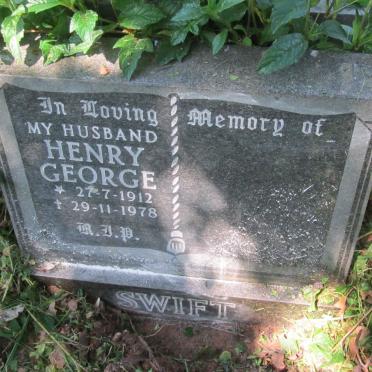 In Loving Memory of
MY HUSBAND
HENRY
GEORGE
* 27-7-1912
† 29-11-1978
R.I.P.
SWIFT